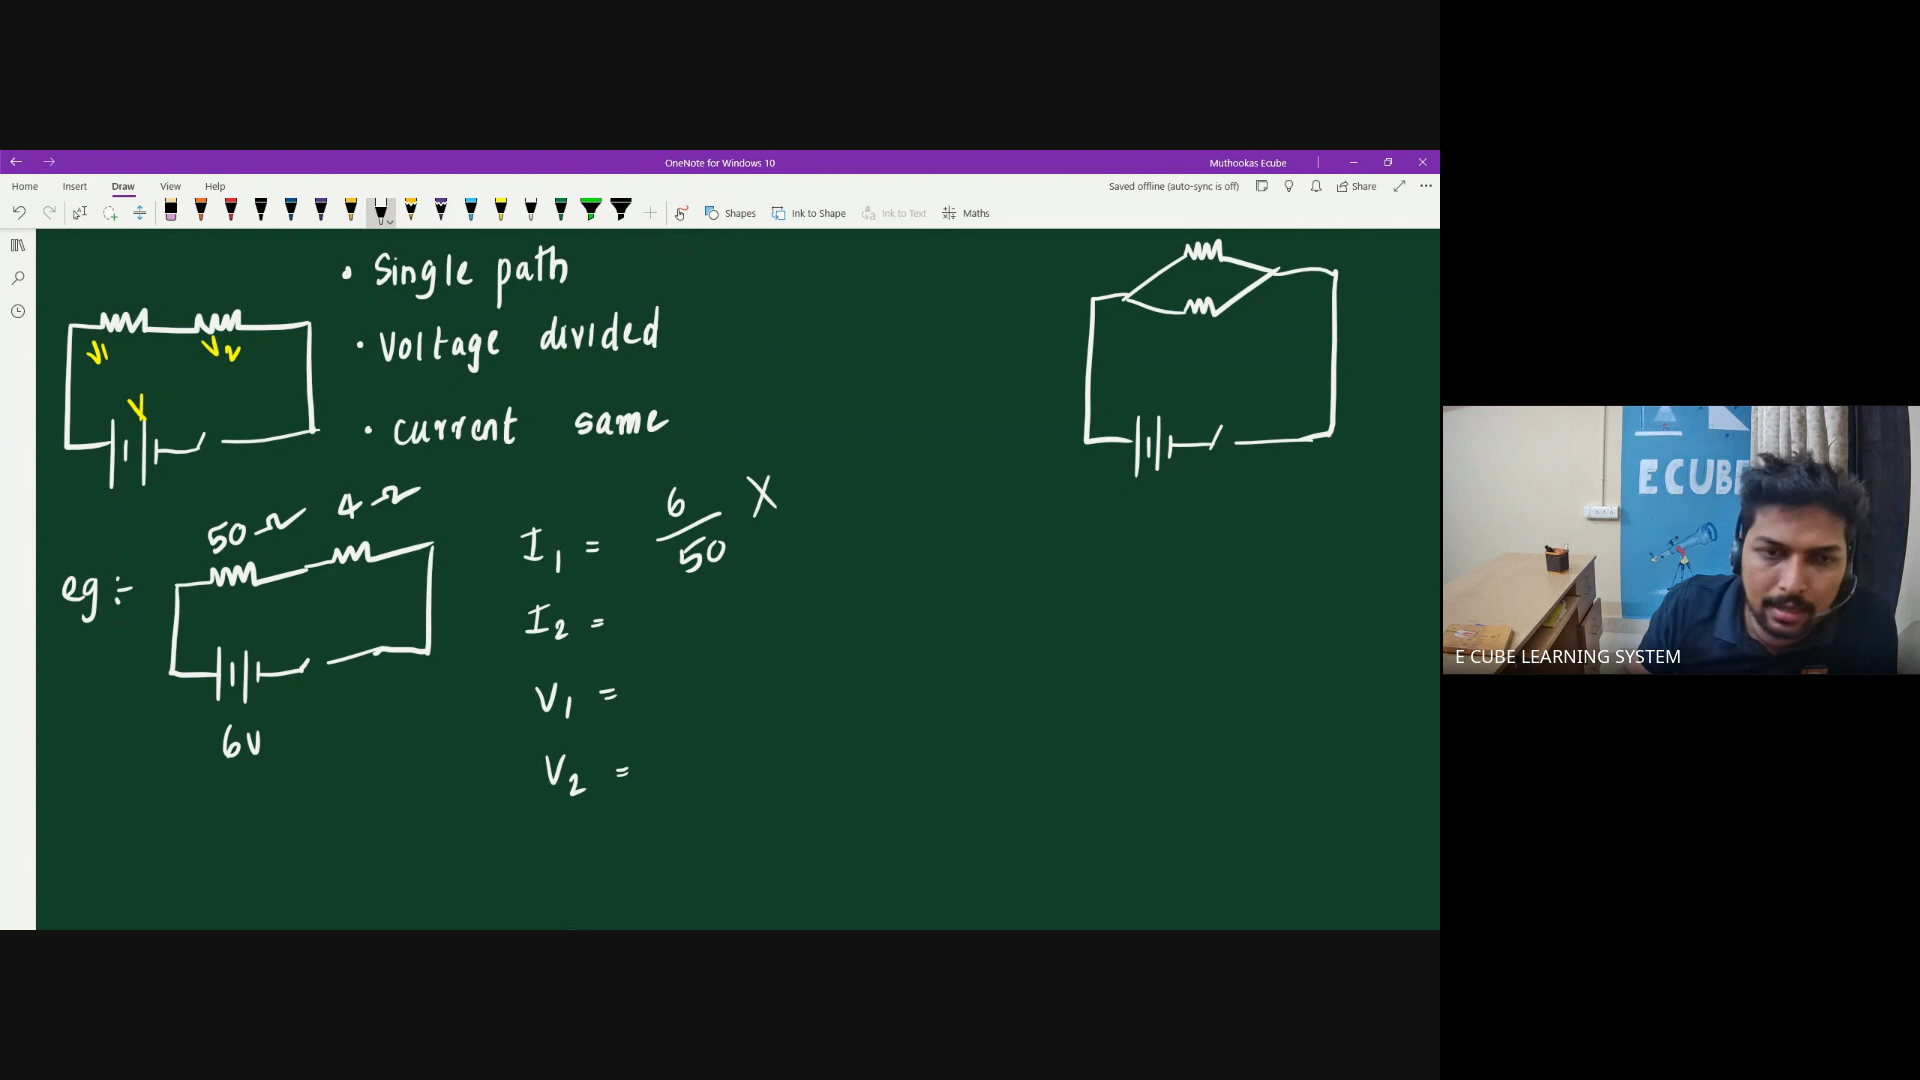 OneNote for Windows 10
Muthookas Ecube
Home Insert Draw View Help
Saved offline (auto-sync is off) Share
Shapes Ink to Shape Ink to Text Maths
• Single path
• Voltage divided
• current same
V1 V2
V
eg :-
50 Ω 4 Ω
6V
I1 = 6/50 X
I2 =
V1 =
V2 =
E CUBE
E CUBE LEARNING SYSTEM